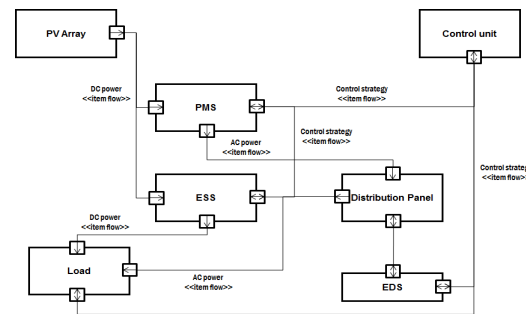 PV Array
Control unit
DC power
<<item flow>>
Control strategy
<<item flow>>
PMS
AC power
<<item flow>>
Control strategy
<<item flow>>
Control strateg
<<item flow>
ESS
Distribution Panel
DC power
<<item flow>>
Load
AC power
<<item flow>>
EDS